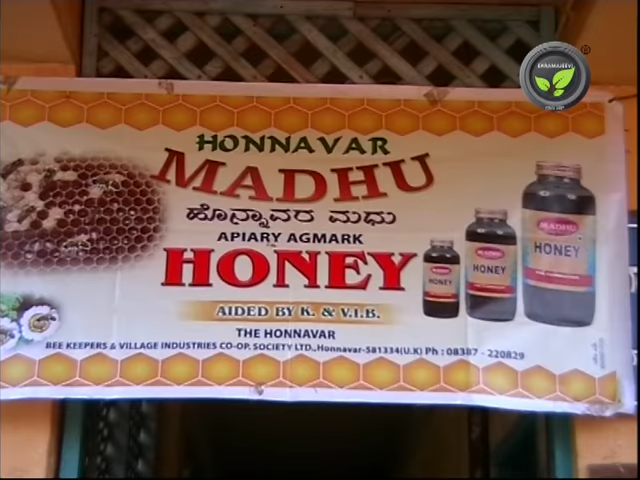 SHRAMAJEEVI
®
HONNAVAR
MADHU
ಹೊನ್ನಾವರ ಮಧು
APIARY AGMARK
HONEY
AIDED BY K. & V.I.B.
THE HONNAVAR
BEE KEEPERS & VILLAGE INDUSTRIES CO-OP. SOCIETY LTD.,Honnavar-581334(U.K) Ph : 08387 - 220829
MADHU
HONEY
MADHU
HONEY
MADHU
HONEY